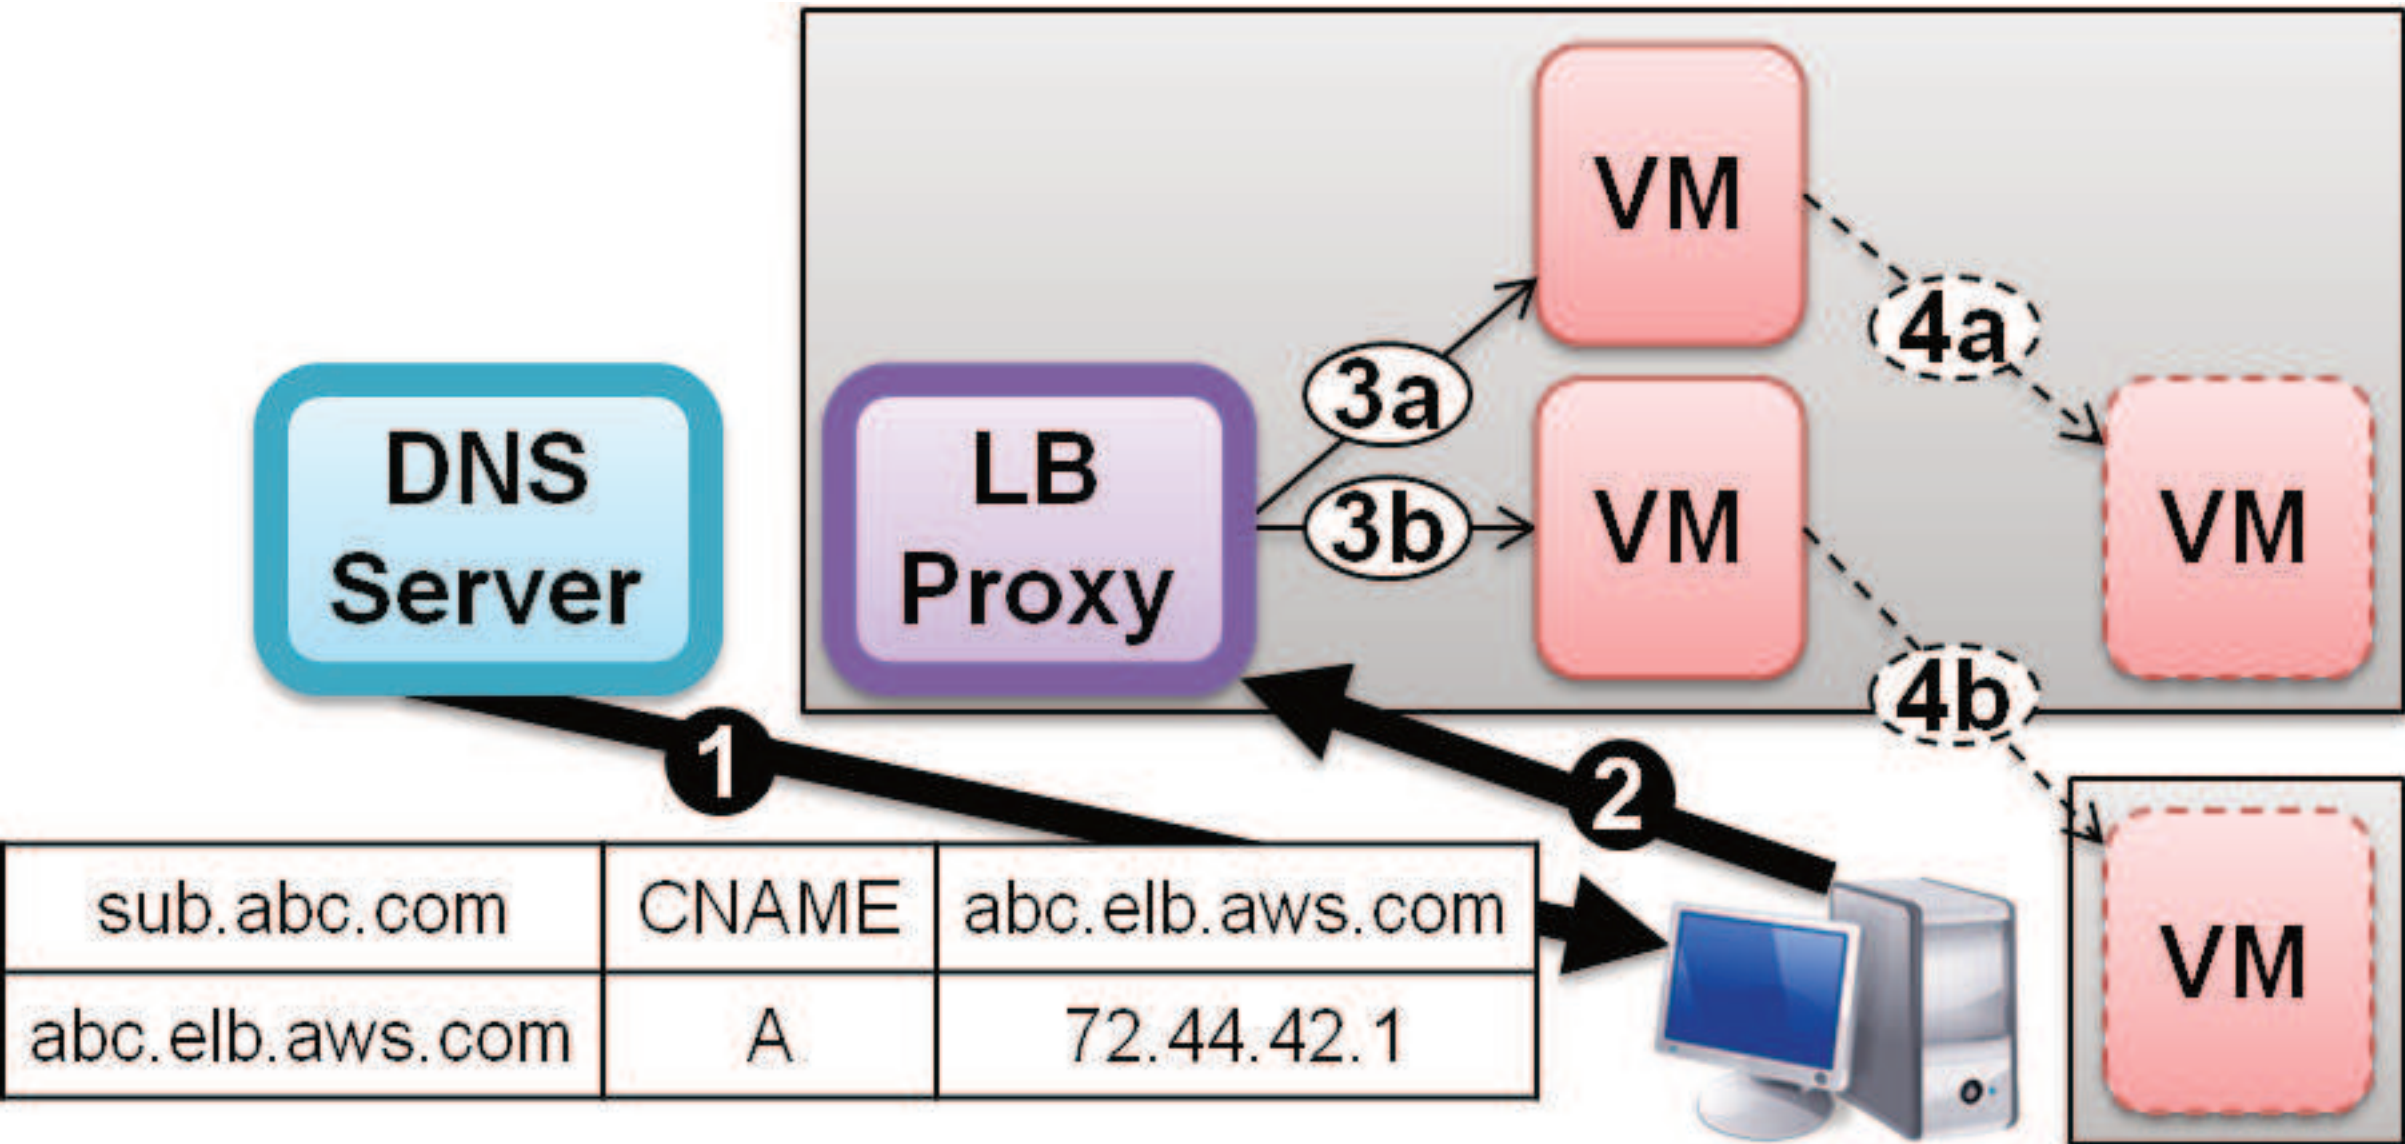 DNS
Server
LB
Proxy
VM
VM
VM
VM
3a
3b
4a
4b
1
2
sub.abc.com CNAME abc.elb.aws.com
abc.elb.aws.com A 72.44.42.1